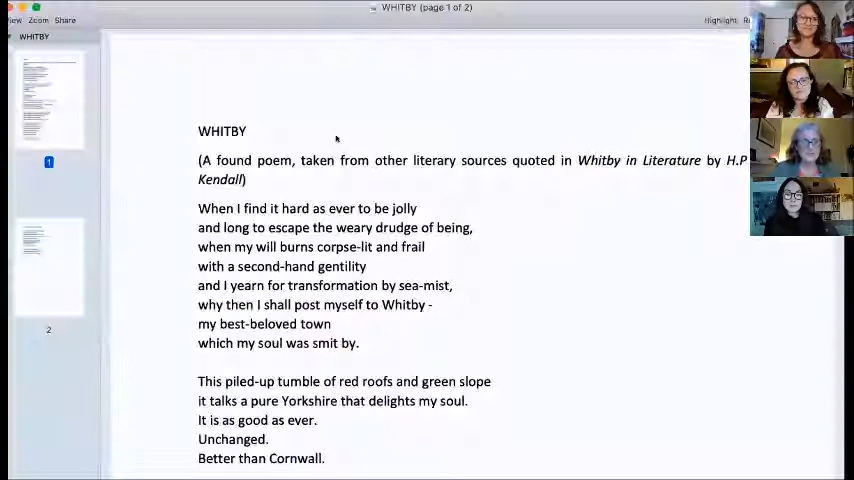 WHITBY (page 1 of 2)
View Zoom Share
Highlight
WHITBY
1
2
WHITBY
(A found poem, taken from other literary sources quoted in Whitby in Literature by H.P
Kendall)
When I find it hard as ever to be jolly
and long to escape the weary drudge of being,
when my will burns corpse-lit and frail
with a second-hand gentility
and I yearn for transformation by sea-mist,
why then I shall post myself to Whitby -
my best-beloved town
which my soul was smit by.
This piled-up tumble of red roofs and green slope
it talks a pure Yorkshire that delights my soul.
It is as good as ever.
Unchanged.
Better than Cornwall.